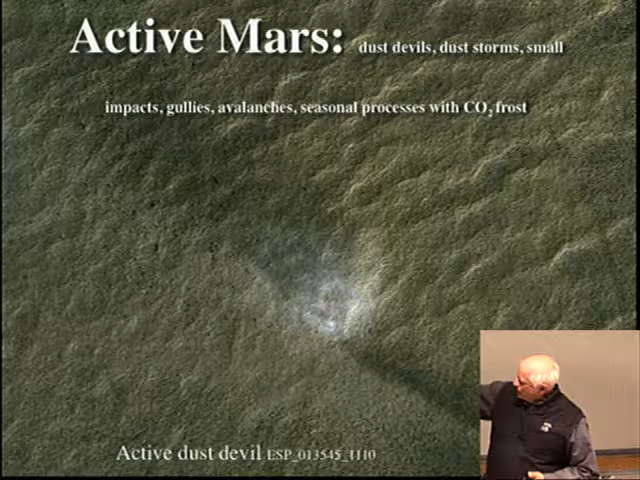 Active Mars: dust devils, dust storms, small
impacts, gullies, avalanches, seasonal processes with CO₂ frost
Active dust devil ESP_013545_1110